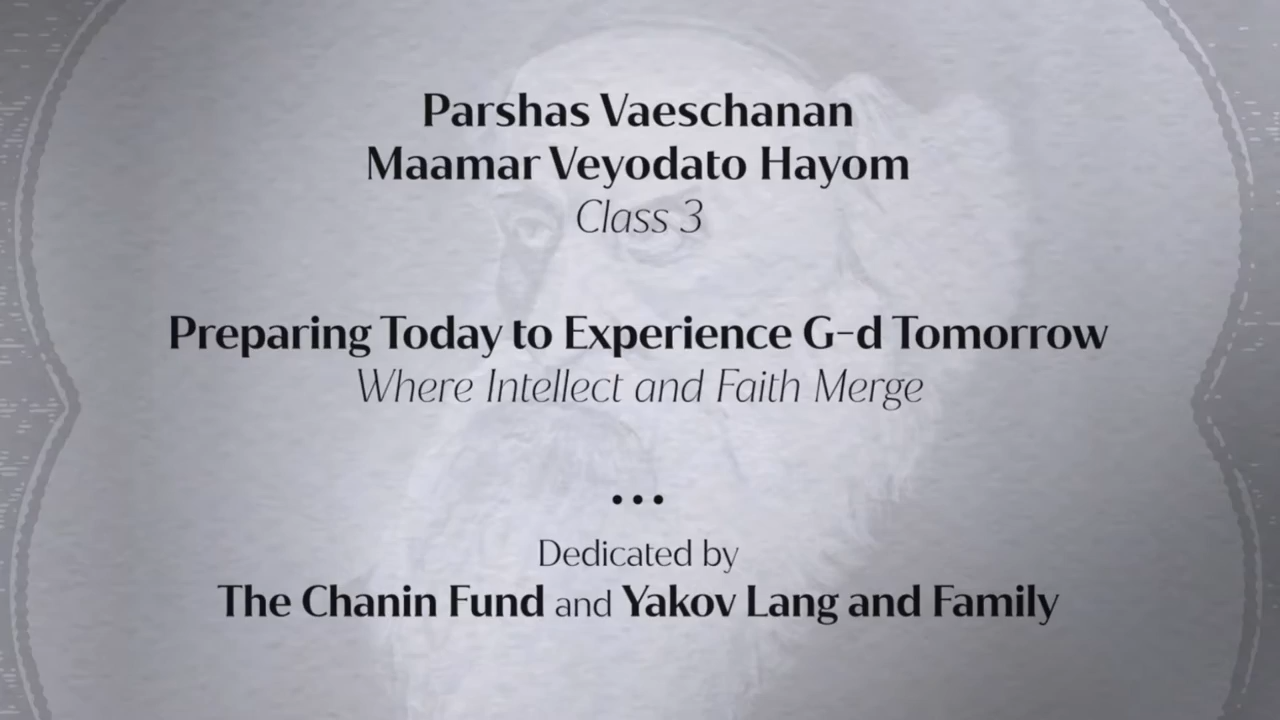 Parshas Vaeschanan
Maamar Veyodato Hayom
Class 3
Preparing Today to Experience G-d Tomorrow
Where Intellect and Faith Merge
...
Dedicated by
The Chanin Fund and Yakov Lang and Family